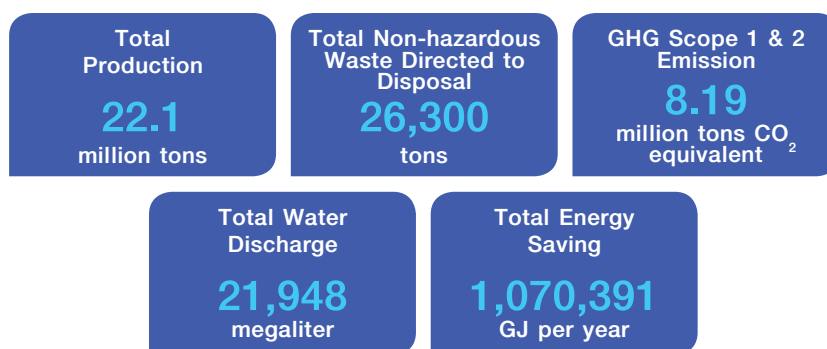 Total
Production
22.1
million tons
Total Non-hazardous
Waste Directed to
Disposal
26,300
tons
GHG Scope 1 & 2
Emission
8.19
million tons CO2
equivalent
Total Water
Discharge
21,948
megaliter
Total Energy
Saving
1,070,391
GJ per year